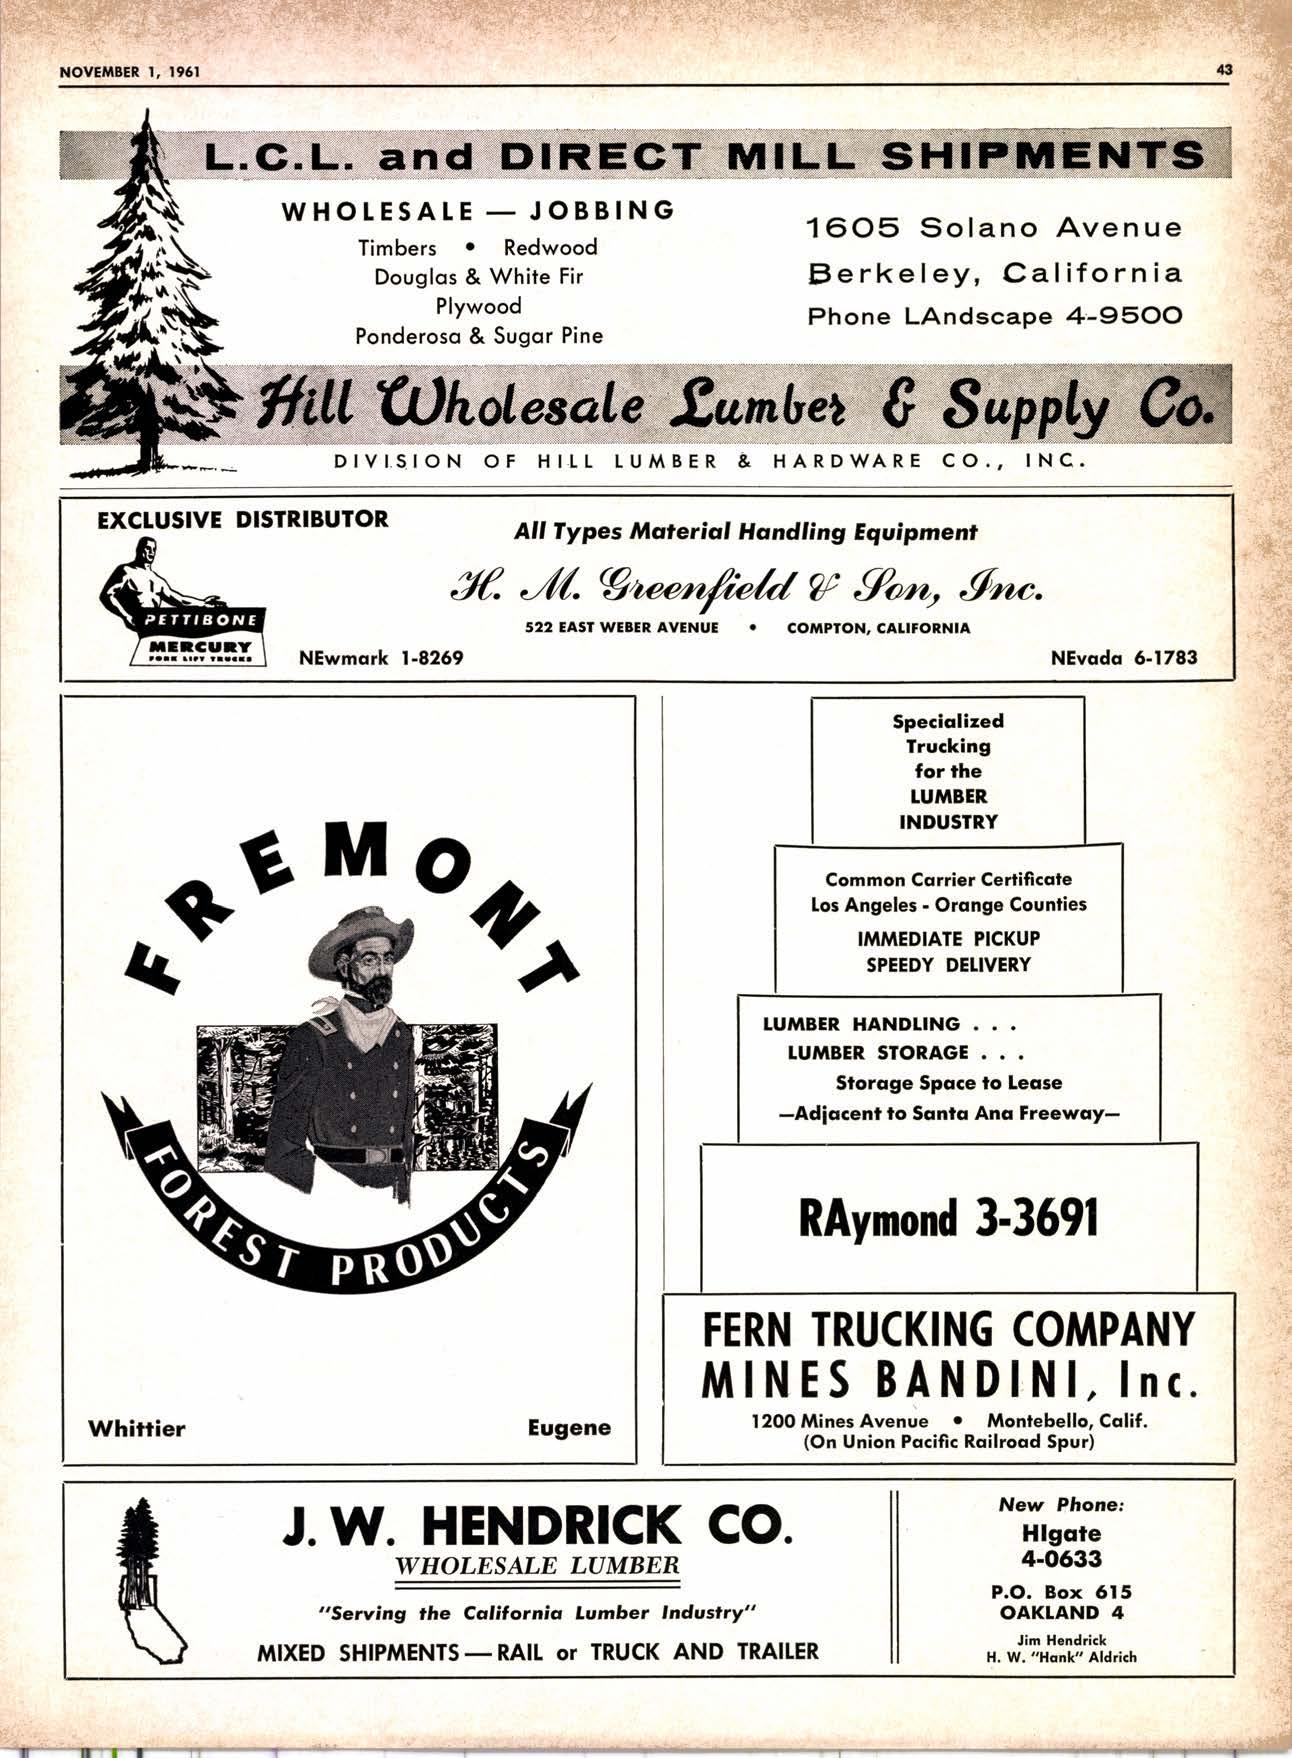 NOVEMBER 1, 1961
43
L.C.L. and DIRECT MILL SHIPMENTS
WHOLESALE — JOBBING
Timbers • Redwood
Douglas & White Fir
Plywood
Ponderosa & Sugar Pine
1605 Solano Avenue
Berkeley, California
Phone LAndscape 4-9500
Hill Wholesale Lumber & Supply Co.
DIVISION OF HILL LUMBER & HARDWARE CO., INC.
EXCLUSIVE DISTRIBUTOR
PETTIBONE
MERCURY
FORK LIFT TRUCKS
All Types Material Handling Equipment
H. M. Greenfield & Son, Inc.
522 EAST WEBER AVENUE • COMPTON, CALIFORNIA
NEwmark 1-8269
NEvada 6-1783
FREMONT
FOREST PRODUCTS
Whittier
Eugene
Specialized
Trucking
for the
LUMBER
INDUSTRY
Common Carrier Certificate
Los Angeles - Orange Counties
IMMEDIATE PICKUP
SPEEDY DELIVERY
LUMBER HANDLING . . .
LUMBER STORAGE . . .
Storage Space to Lease
—Adjacent to Santa Ana Freeway—
RAymond 3-3691
FERN TRUCKING COMPANY
MINES BANDINI, Inc.
1200 Mines Avenue • Montebello, Calif.
(On Union Pacific Railroad Spur)
J. W. HENDRICK CO.
WHOLESALE LUMBER
"Serving the California Lumber Industry"
MIXED SHIPMENTS — RAIL or TRUCK AND TRAILER
New Phone:
HIgate
4-0633
P.O. Box 615
OAKLAND 4
Jim Hendrick
H. W. "Hank" Aldrich